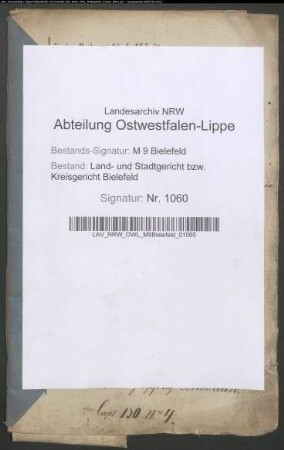 Landesarchiv NRW
Abteilung Ostwestfalen-Lippe
Bestands-Signatur: M 9 Bielefeld
Bestand: Land- und Stadtgericht bzw.
Kreisgericht Bielefeld
Signatur: Nr. 1060
LAV_NRW_OWL_M9Bielefeld_01060